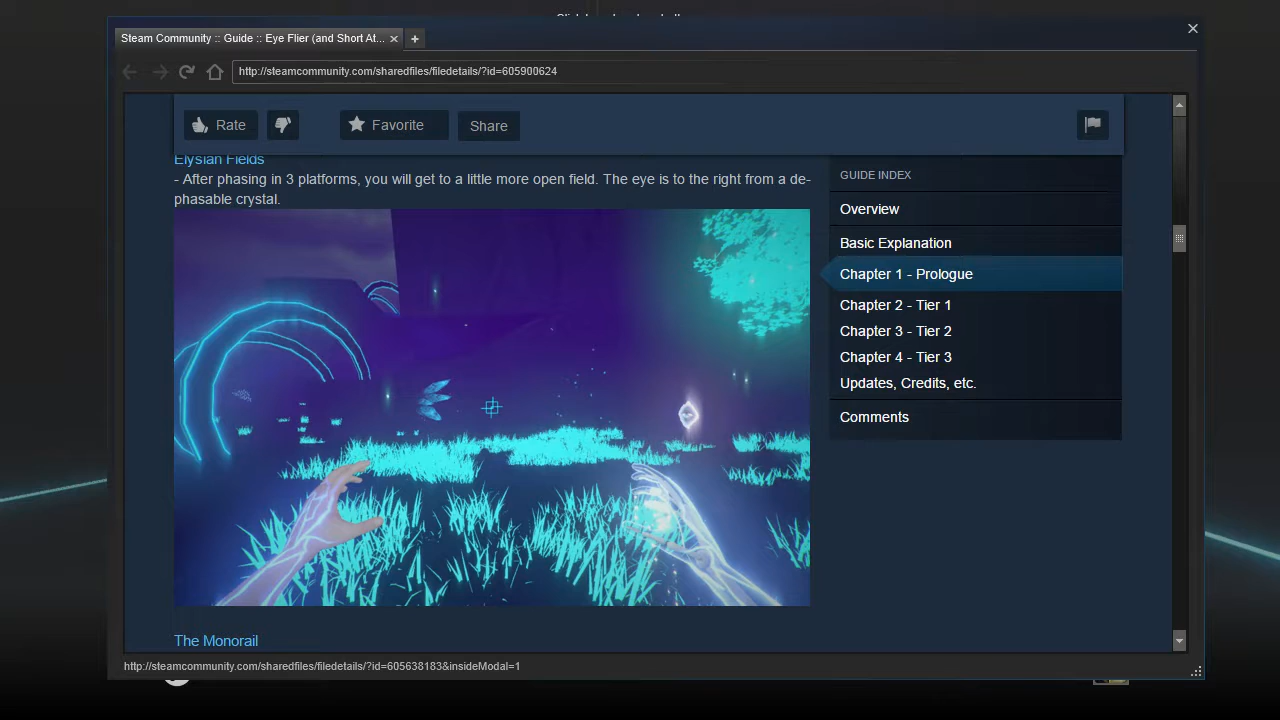 Steam Community :: Guide :: Eye Flier (and Short At...
http://steamcommunity.com/sharedfiles/filedetails/?id=605900624
Rate
Favorite
Share
Elysian Fields
- After phasing in 3 platforms, you will get to a little more open field. The eye is to the right from a de-
phasable crystal.
GUIDE INDEX
Overview
Basic Explanation
Chapter 1 - Prologue
Chapter 2 - Tier 1
Chapter 3 - Tier 2
Chapter 4 - Tier 3
Updates, Credits, etc.
Comments
The Monorail
http://steamcommunity.com/sharedfiles/filedetails/?id=605638183&insideModal=1